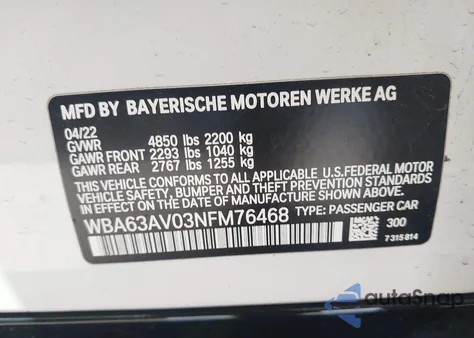 MFD BY BAYERISCHE MOTOREN WERKE AG
04/22
GVWR 4850 lbs 2200 kg
GAWR FRONT 2293 lbs 1040 kg
GAWR REAR 2767 lbs 1255 kg
THIS VEHICLE CONFORMS TO ALL APPLICABLE U.S.FEDERAL MOTOR
VEHICLE SAFETY, BUMPER, AND THEFT PREVENTION STANDARDS IN
EFFECT ON THE DATE OF MANUFACTURE SHOWN ABOVE.
WBA63AV03NFM76468 TYPE: PASSENGER CAR
300
7 315 814
autoSnap